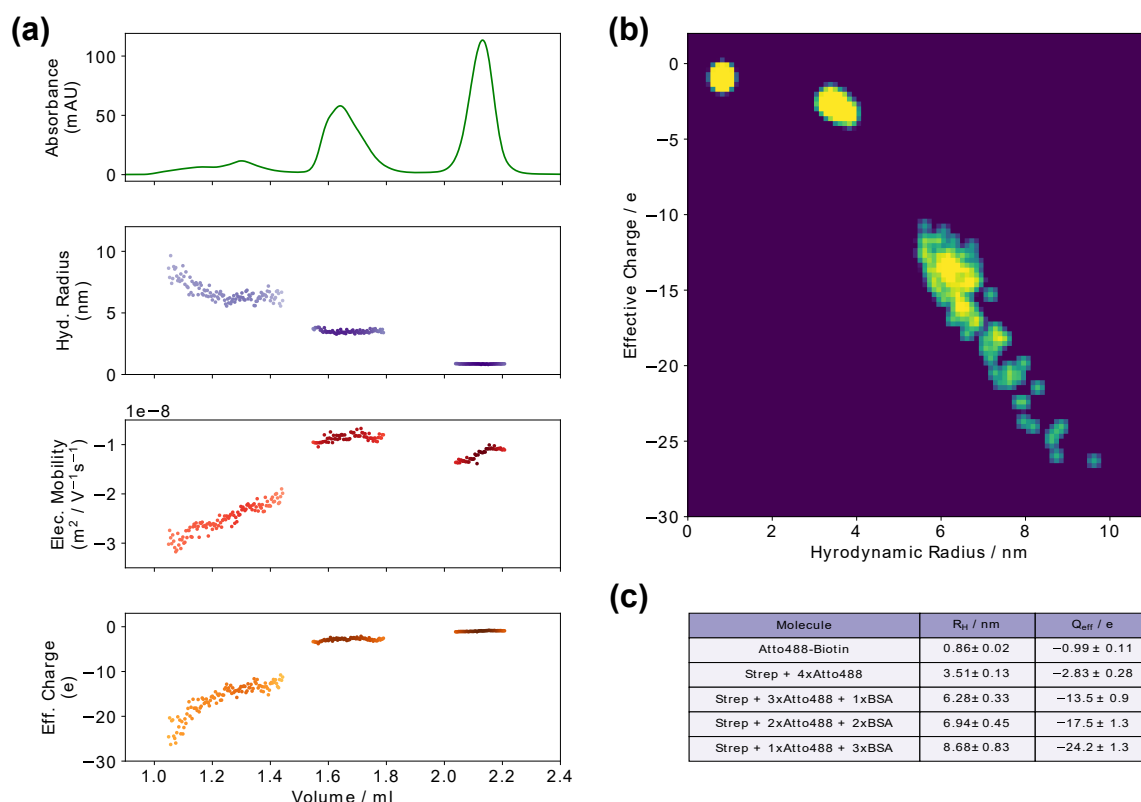 (a)
Absorbance
(mAU)
100
50
0
Hyd. Radius
(nm)
10
5
0
1e−8
Elec. Mobility
(m² / V⁻¹s⁻¹)
−1
−2
−3
Eff. Charge
(e)
0
−10
−20
−30
1.0 1.2 1.4 1.6 1.8 2.0 2.2 2.4
Volume / ml
(b)
Effective Charge / e
0
−5
−10
−15
−20
−25
−30
0 2 4 6 8 10
Hyrodynamic Radius / nm
(c)
Molecule R_H / nm Q_eff / e
Atto488-Biotin 0.86± 0.02 −0.99 ± 0.11
Strep + 4xAtto488 3.51± 0.13 −2.83 ± 0.28
Strep + 3xAtto488 + 1xBSA 6.28± 0.33 −13.5 ± 0.9
Strep + 2xAtto488 + 2xBSA 6.94± 0.45 −17.5 ± 1.3
Strep + 1xAtto488 + 3xBSA 8.68± 0.83 −24.2 ± 1.3